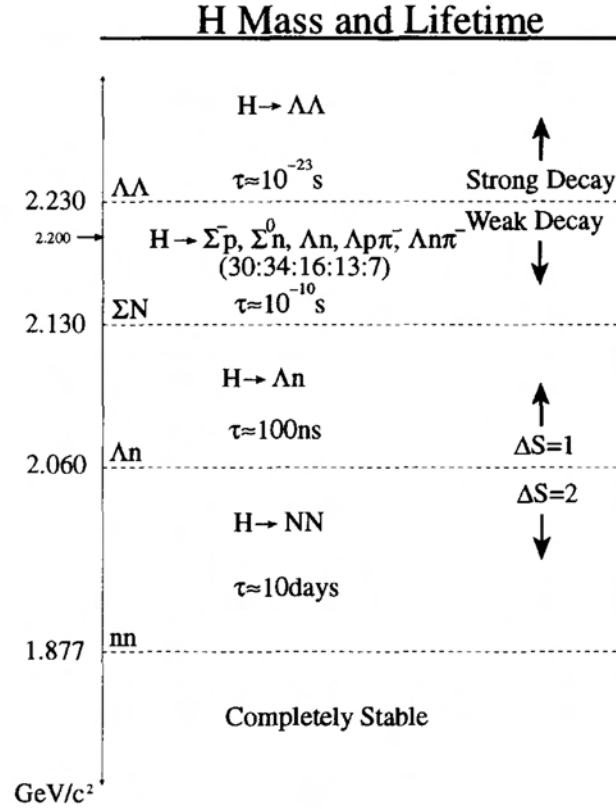 H Mass and Lifetime
H→ ΛΛ
ΛΛ τ≈10⁻²³ s Strong Decay
2.230
Weak Decay
2.200 H→ Σ⁻p, Σ⁰n, Λn, Λpπ⁻, Λnπ⁻
(30:34:16:13:7)
ΣN τ≈10⁻¹⁰ s
2.130
H→ Λn
τ≈100ns
Λn ΔS=1
2.060
ΔS=2
H→ NN
τ≈10days
nn
1.877
Completely Stable
GeV/c²